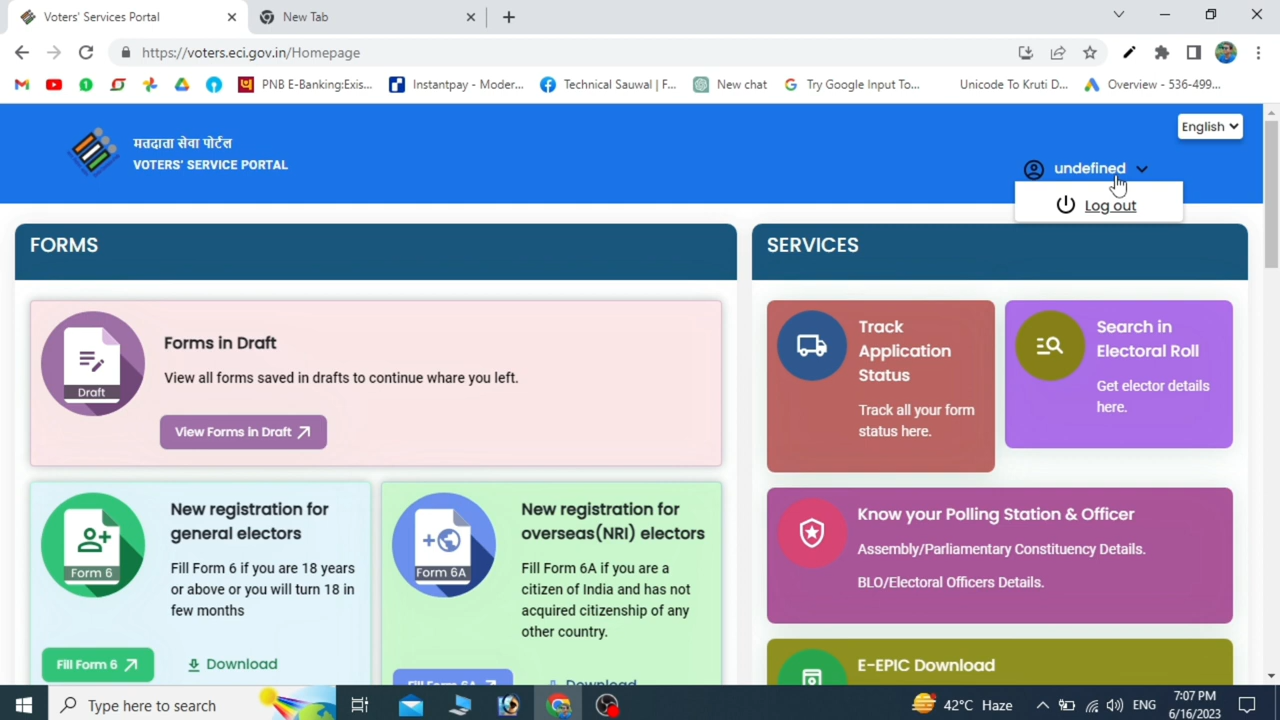 Voters' Services Portal
New Tab
https://voters.eci.gov.in/Homepage
PNB E-Banking:Exis...
Instantpay - Moder...
Technical Sauwal | F...
New chat
Try Google Input To...
Unicode To Kruti D...
Overview - 536-499...
मतदाता सेवा पोर्टल
VOTERS' SERVICE PORTAL
English
undefined
Log out
FORMS
Forms in Draft
View all forms saved in drafts to continue whare you left.
Draft
View Forms in Draft
New registration for
general electors
Form 6
Fill Form 6 if you are 18 years
or above or you will turn 18 in
few months
Fill Form 6
Download
New registration for
overseas(NRI) electors
Form 6A
Fill Form 6A if you are a
citizen of India and has not
acquired citizenship of any
other country.
Fill Form 6A
Download
SERVICES
Track
Application
Status
Track all your form
status here.
Search in
Electoral Roll
Get elector details
here.
Know your Polling Station & Officer
Assembly/Parliamentary Constituency Details.
BLO/Electoral Officers Details.
E-EPIC Download
Type here to search
42°C Haze
ENG
7:07 PM
6/16/2023